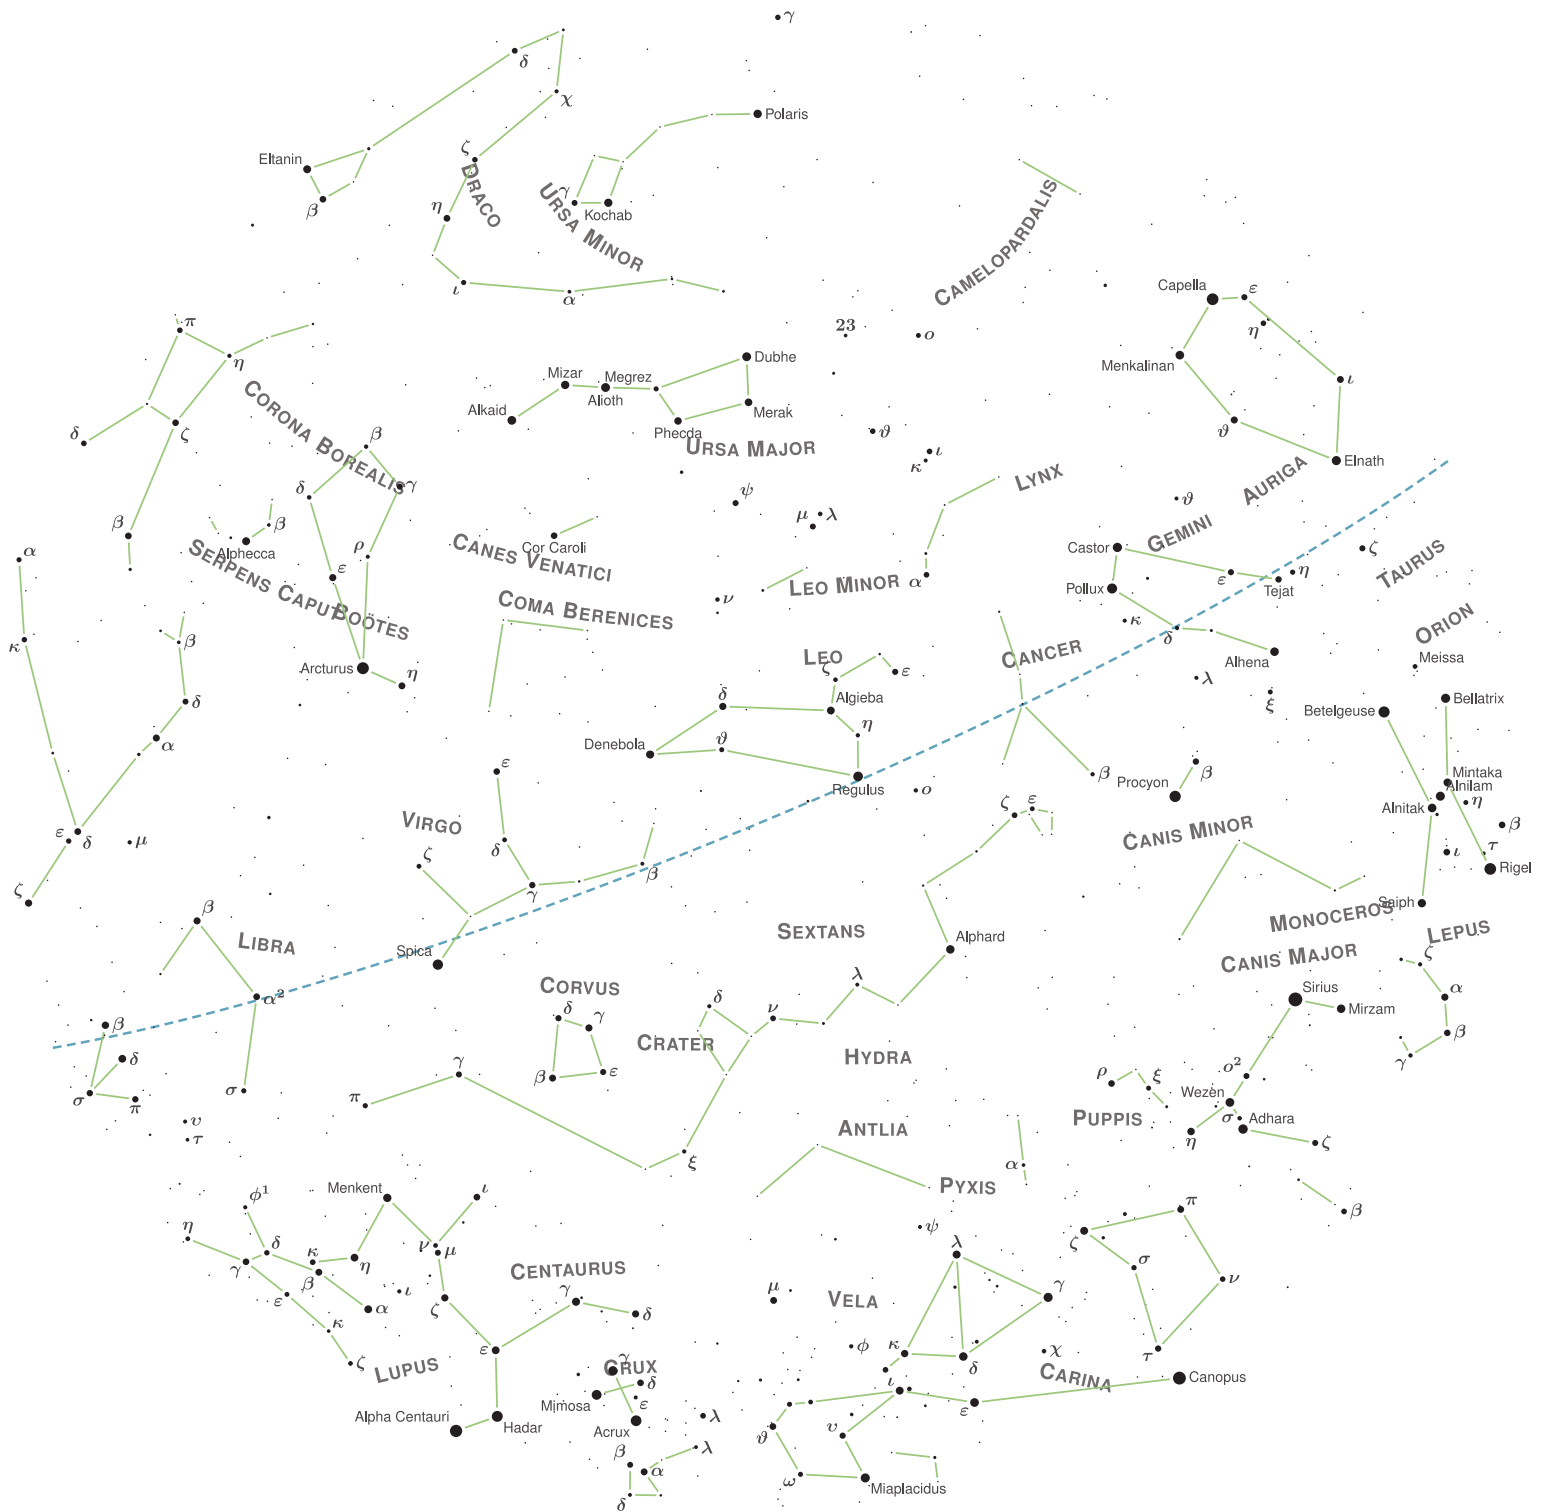 γ
δ
χ
Polaris
ζ
Eltanin
DRACO
γ
Kochab
β
η
URSA MINOR
CAMELOPARDALIS
ι
α
Capella
ε
η
π
23
ο
η
Menkalinan
Dubhe
Mizar
Megrez
Alioth
ι
Alkaid
Merak
CORONA BOREALIS
δ
ζ
Phecda
ϑ
ϑ
β
URSA MAJOR
ι
κ
Elnath
AURIGA
LYNX
γ
δ
ψ
ϑ
μ
λ
β
β
Alphecca
Cor Caroli
CANES VENATICI
GEMINI
Castor
ζ
TAURUS
α
SERPENS CAPUT
ρ
ε
LEO MINOR
α
ε
η
Tejat
Pollux
ν
BOÖTES
COMA BERENICES
κ
δ
ORION
κ
β
LEO
CANCER
Alhena
Meissa
Arcturus
η
ζ
ε
λ
ξ
δ
δ
Algieba
Betelgeuse
Bellatrix
α
Denebola
ϑ
η
ε
Regulus
ο
β
Procyon
β
Mintaka
Alnilam
Alnitak
η
VIRGO
ζ
ε
CANIS MINOR
β
ε
δ
μ
δ
ζ
β
ι
τ
Rigel
ζ
γ
Saiph
β
LIBRA
SEXTANS
MONOCEROS
LEPUS
Spica
Alphard
CANIS MAJOR
ζ
α²
CORVUS
λ
Sirius
α
Mirzam
β
δ
γ
δ
ν
β
δ
CRATER
HYDRA
γ
γ
β
ε
ρ
ξ
ο²
σ
π
σ
π
Wezen
PUPPIS
σ
Adhara
η
ζ
υ
τ
ANTLIA
ξ
α
PYXIS
ϕ¹
Menkent
ι
π
β
η
ψ
δ
κ
ν
μ
λ
ζ
γ
β
η
CENTAURUS
σ
ν
ε
α
ι
ζ
γ
δ
μ
VELA
γ
κ
ε
ϕ
κ
δ
χ
τ
ζ
LUPUS
γ
CRUX
CARINA
Canopus
δ
Mimosa
ε
ι
ε
Alpha Centauri
Hadar
Acrux
λ
ϑ
υ
β
α
λ
ω
Miaplacidus
δ